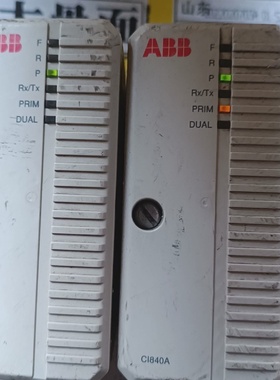 ABB
F
R
P
Rx/Tx
PRIM
DUAL
ABB
F
R
P
Rx/Tx
PRIM
DUAL
CI840A